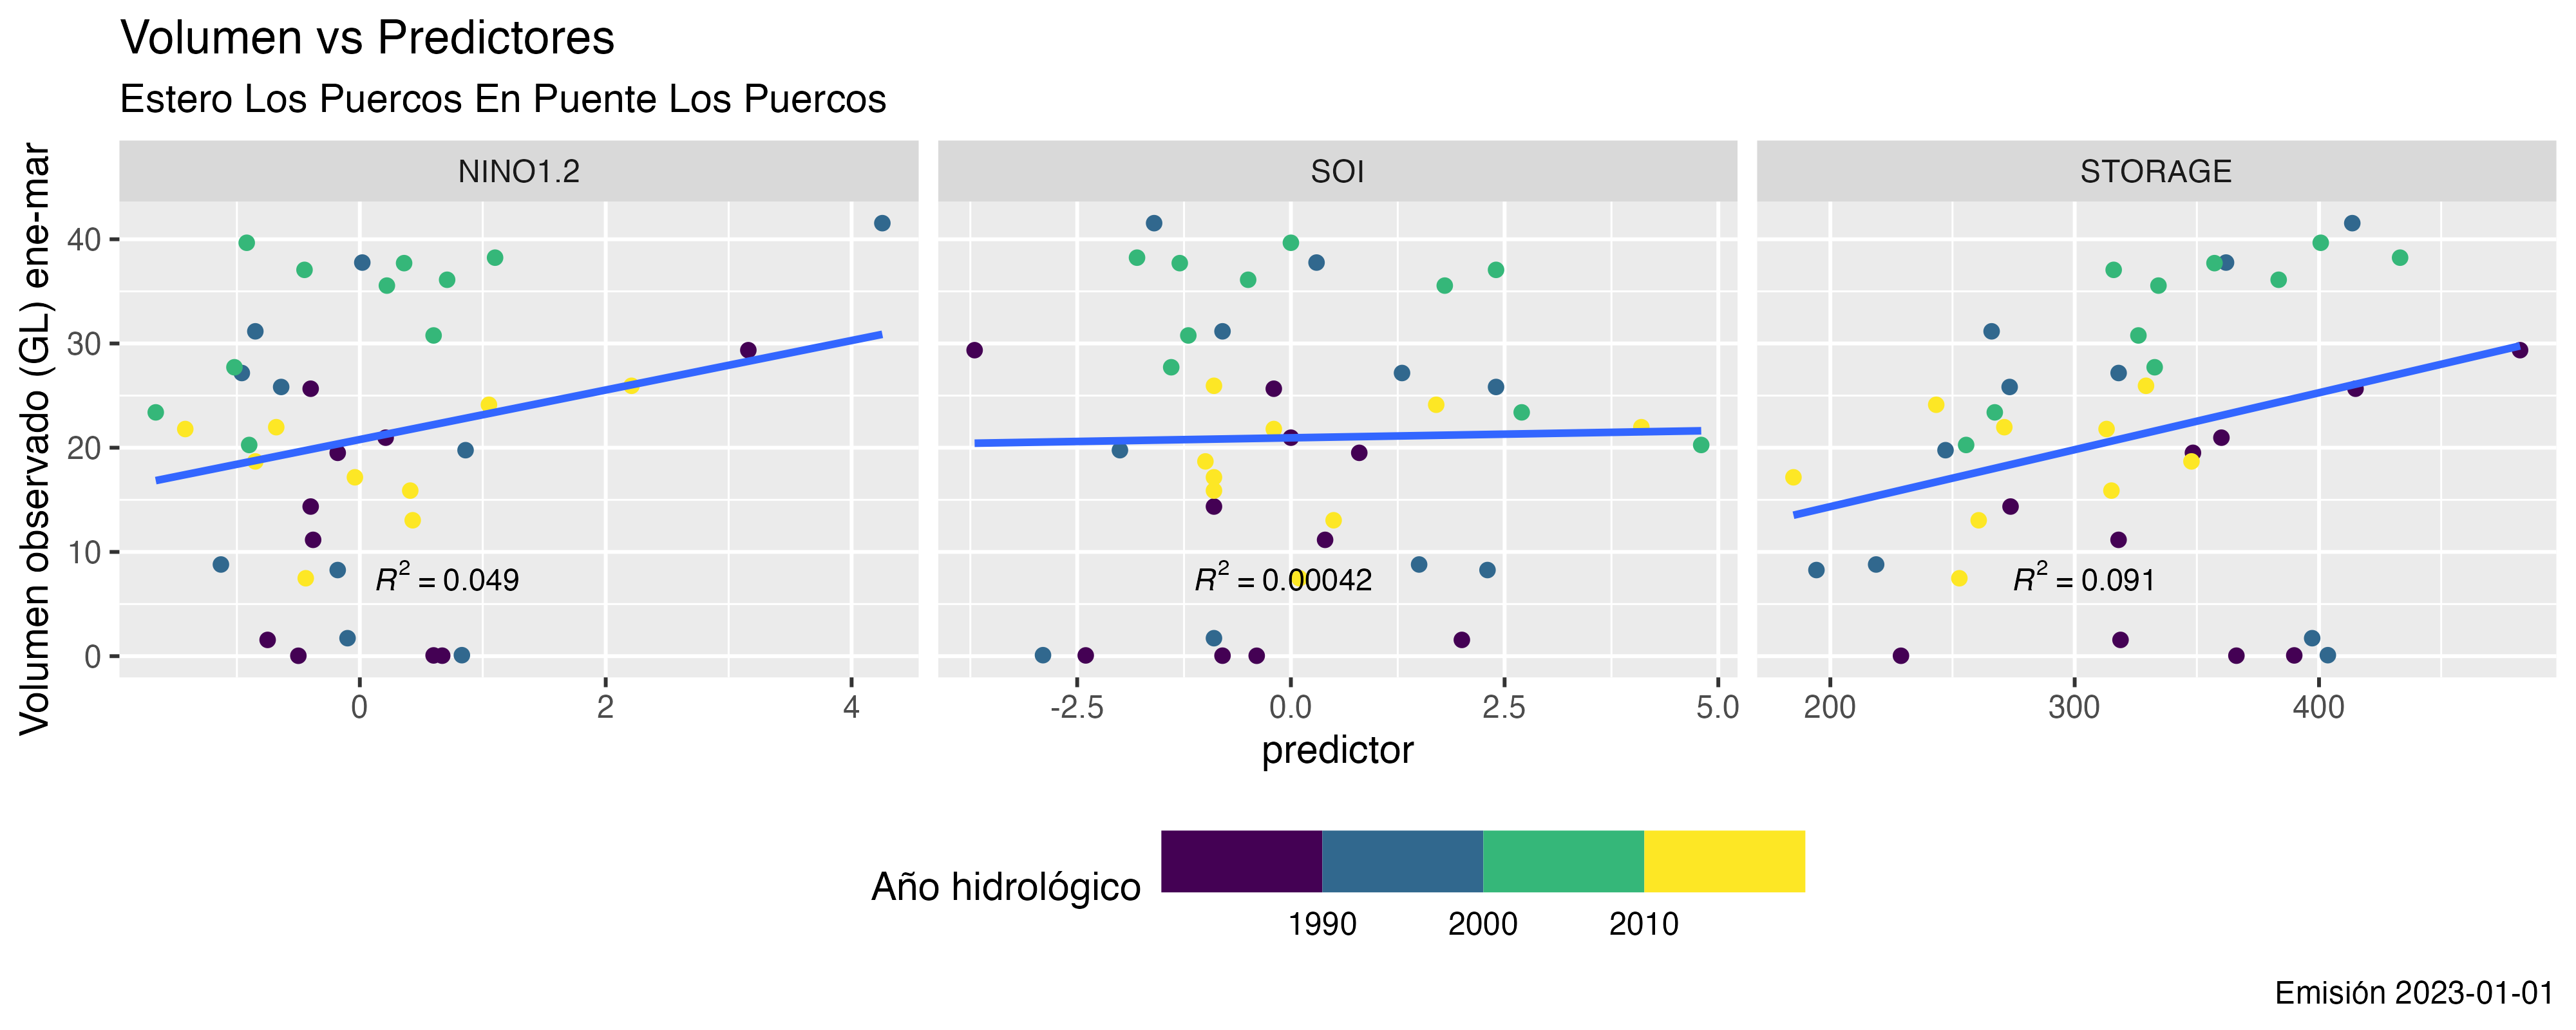 Volumen vs Predictores
Estero Los Puercos En Puente Los Puercos
NINO1.2
SOI
STORAGE
Volumen observado (GL) ene-mar
40
30
20
10
0
R² = 0.049
R² = 0.00042
R² = 0.091
0 2 4
-2.5 0.0 2.5 5.0
200 300 400
predictor
Año hidrológico
1990 2000 2010
Emisión 2023-01-01